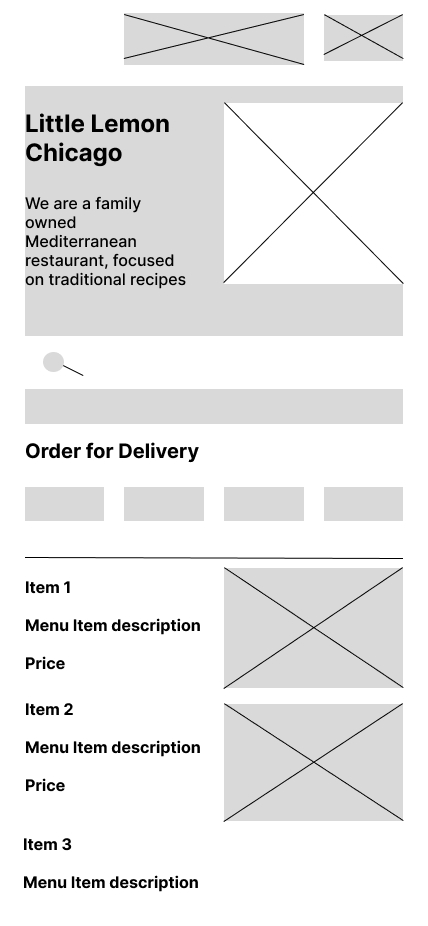 Little Lemon
Chicago
We are a family
owned
Mediterranean
restaurant, focused
on traditional recipes
Order for Delivery
Item 1
Menu Item description
Price
Item 2
Menu Item description
Price
Item 3
Menu Item description